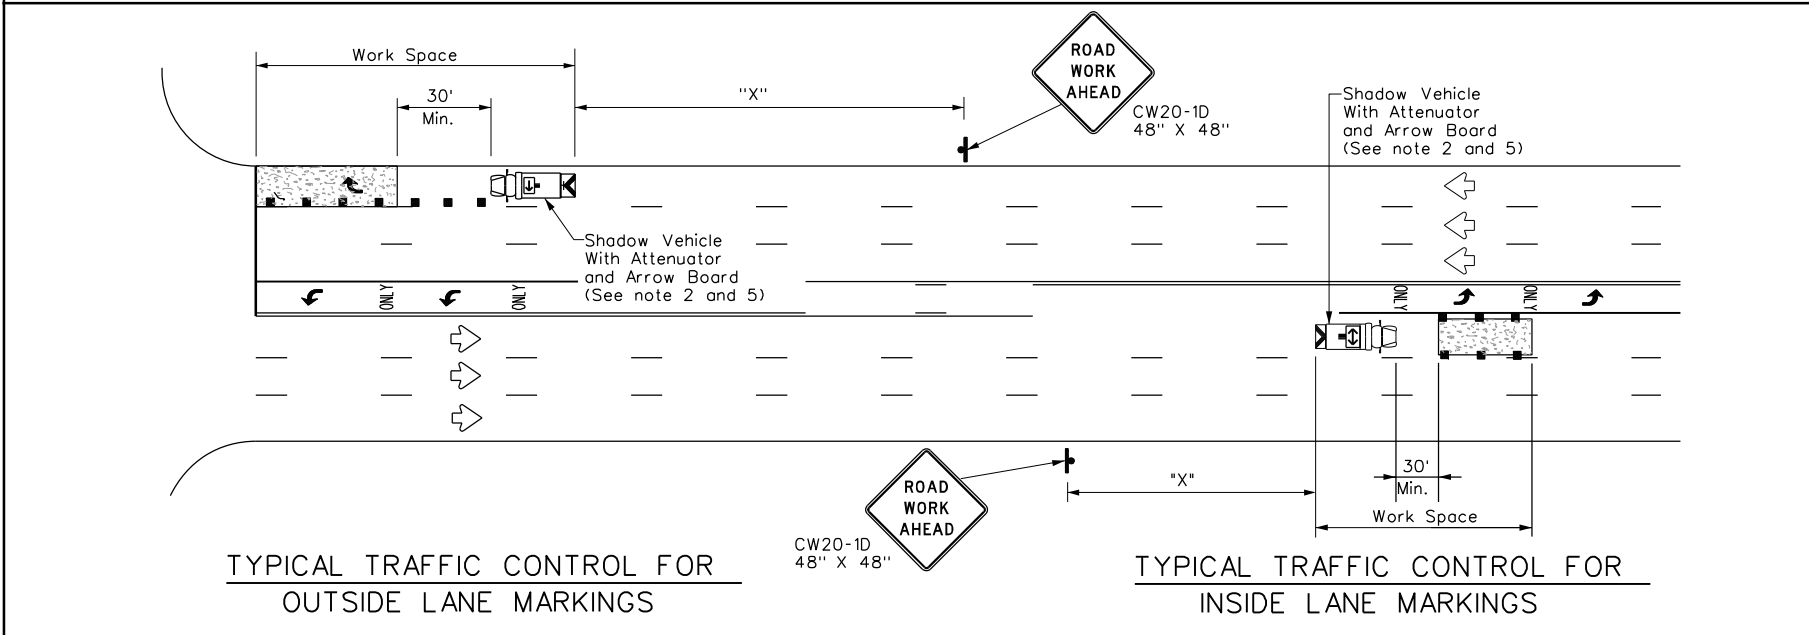 Work Space
30'
Min.
"X"
ROAD
WORK
AHEAD
CW20-1D
48" X 48"
Shadow Vehicle
With Attenuator
and Arrow Board
(See note 2 and 5)
Shadow Vehicle
With Attenuator
and Arrow Board
(See note 2 and 5)
ONLY
ONLY
ONLY
ONLY
ROAD
WORK
AHEAD
CW20-1D
48" X 48"
"X"
30'
Min.
Work Space
TYPICAL TRAFFIC CONTROL FOR
OUTSIDE LANE MARKINGS
TYPICAL TRAFFIC CONTROL FOR
INSIDE LANE MARKINGS